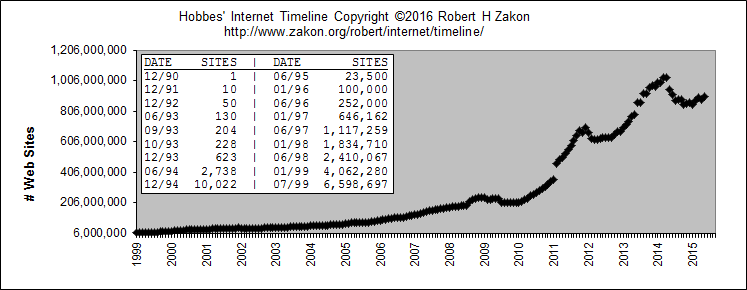 Hobbes' Internet Timeline Copyright ©2016 Robert H Zakon
http://www.zakon.org/robert/internet/timeline/
# Web Sites
1,206,000,000
1,006,000,000
806,000,000
606,000,000
406,000,000
206,000,000
6,000,000
DATE SITES | DATE SITES
12/90 1 | 06/95 23,500
12/91 10 | 01/96 100,000
12/92 50 | 06/96 252,000
06/93 130 | 01/97 646,162
09/93 204 | 06/97 1,117,259
10/93 228 | 01/98 1,834,710
12/93 623 | 06/98 2,410,067
06/94 2,738 | 01/99 4,062,280
12/94 10,022 | 07/99 6,598,697
1999 2000 2001 2002 2003 2004 2005 2006 2007 2008 2009 2010 2011 2012 2013 2014 2015